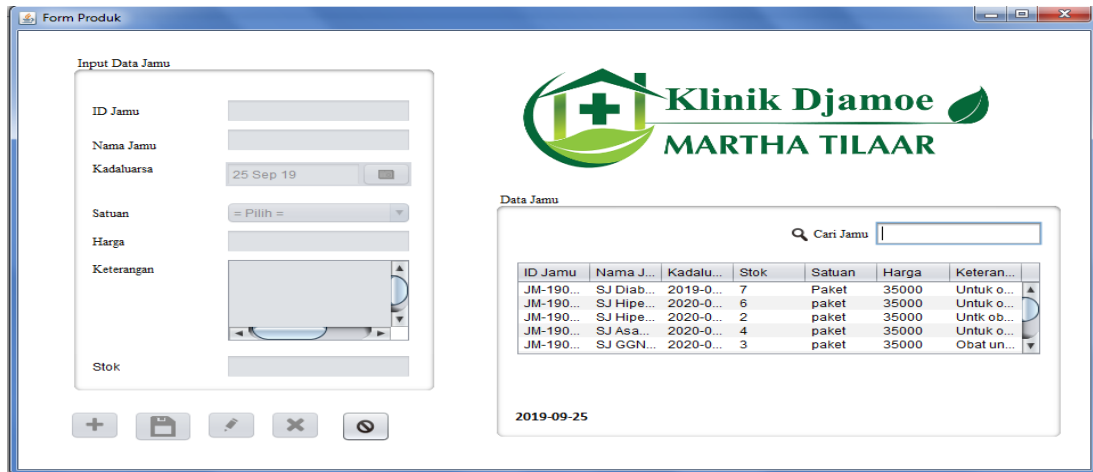 Form Produk
Input Data Jamu
ID Jamu
Nama Jamu
Kadaluarsa 25 Sep 19
Satuan = Pilih =
Harga
Keterangan
Stok
Klinik Djamoe
MARTHA TILAAR
Data Jamu
Cari Jamu
ID Jamu Nama J... Kadalu... Stok Satuan Harga Keteran...
JM-190... SJ Diab... 2019-0... 7 Paket 35000 Untuk o...
JM-190... SJ Hipe... 2020-0... 6 paket 35000 Untuk o...
JM-190... SJ Hipe... 2020-0... 2 paket 35000 Untk ob...
JM-190... SJ Asa... 2020-0... 4 paket 35000 Untuk o...
JM-190... SJ GGN... 2020-0... 3 paket 35000 Obat un...
2019-09-25